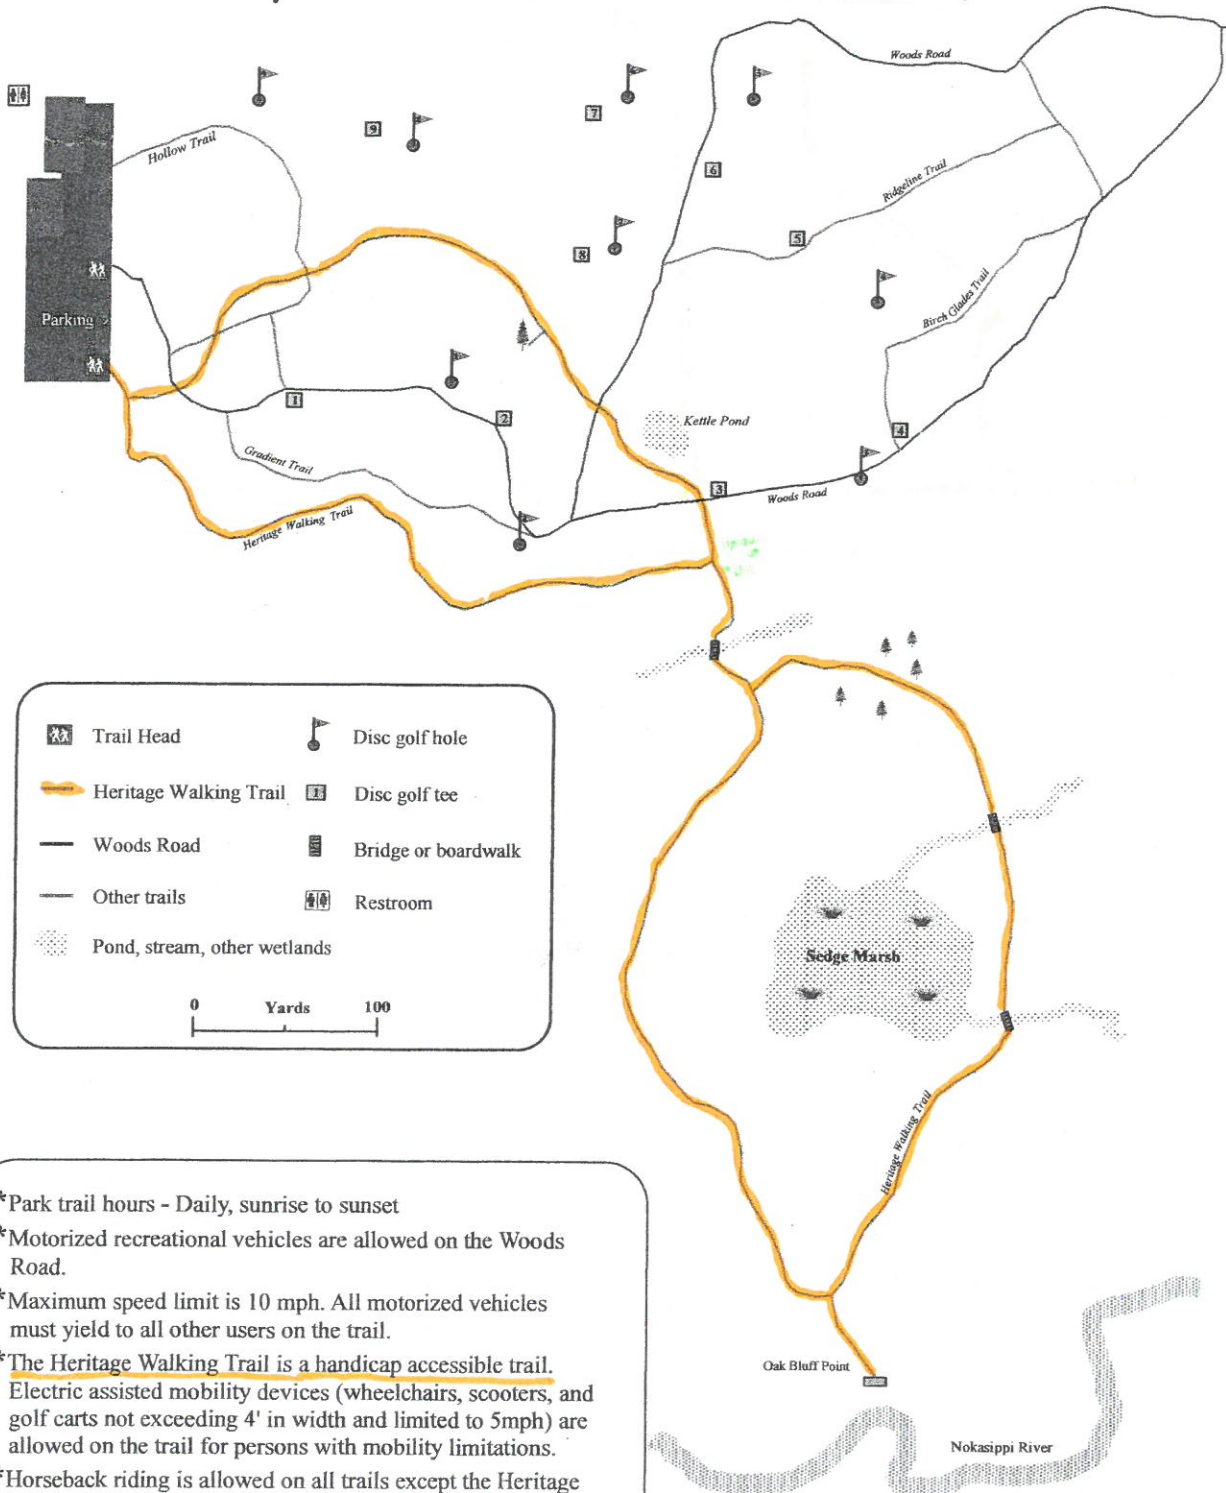 Woods Road
7
9
Hollow Trail
6
Ridgeline Trail
5
8
Birch Glades Trail
Parking
1
2
Kettle Pond
4
Gradient Trail
3
Woods Road
Heritage Walking Trail
Trail Head
Disc golf hole
Heritage Walking Trail
1
Disc golf tee
Woods Road
Bridge or boardwalk
Other trails
Restroom
Pond, stream, other wetlands
0 Yards 100
Sedge Marsh
Heritage Walking Trail
*Park trail hours - Daily, sunrise to sunset
*Motorized recreational vehicles are allowed on the Woods
Road.
*Maximum speed limit is 10 mph. All motorized vehicles
must yield to all other users on the trail.
*The Heritage Walking Trail is a handicap accessible trail.
Electric assisted mobility devices (wheelchairs, scooters, and
golf carts not exceeding 4' in width and limited to 5mph) are
allowed on the trail for persons with mobility limitations.
*Horseback riding is allowed on all trails except the Heritage
Oak Bluff Point
Nokasippi River